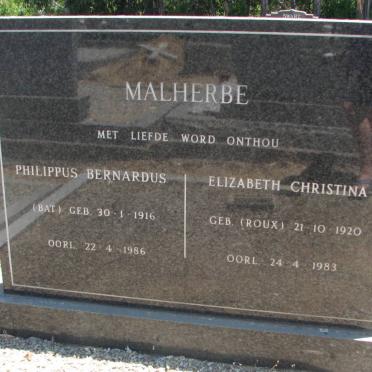 MALHERBE
MET LIEFDE WORD ONTHOU
PHILIPPUS BERNARDUS
(BAT) GEB. 30·1·1916
OORL. 22·4·1986
ELIZABETH CHRISTINA
GEB. (ROUX) 21·10·1920
OORL. 24·4·1983